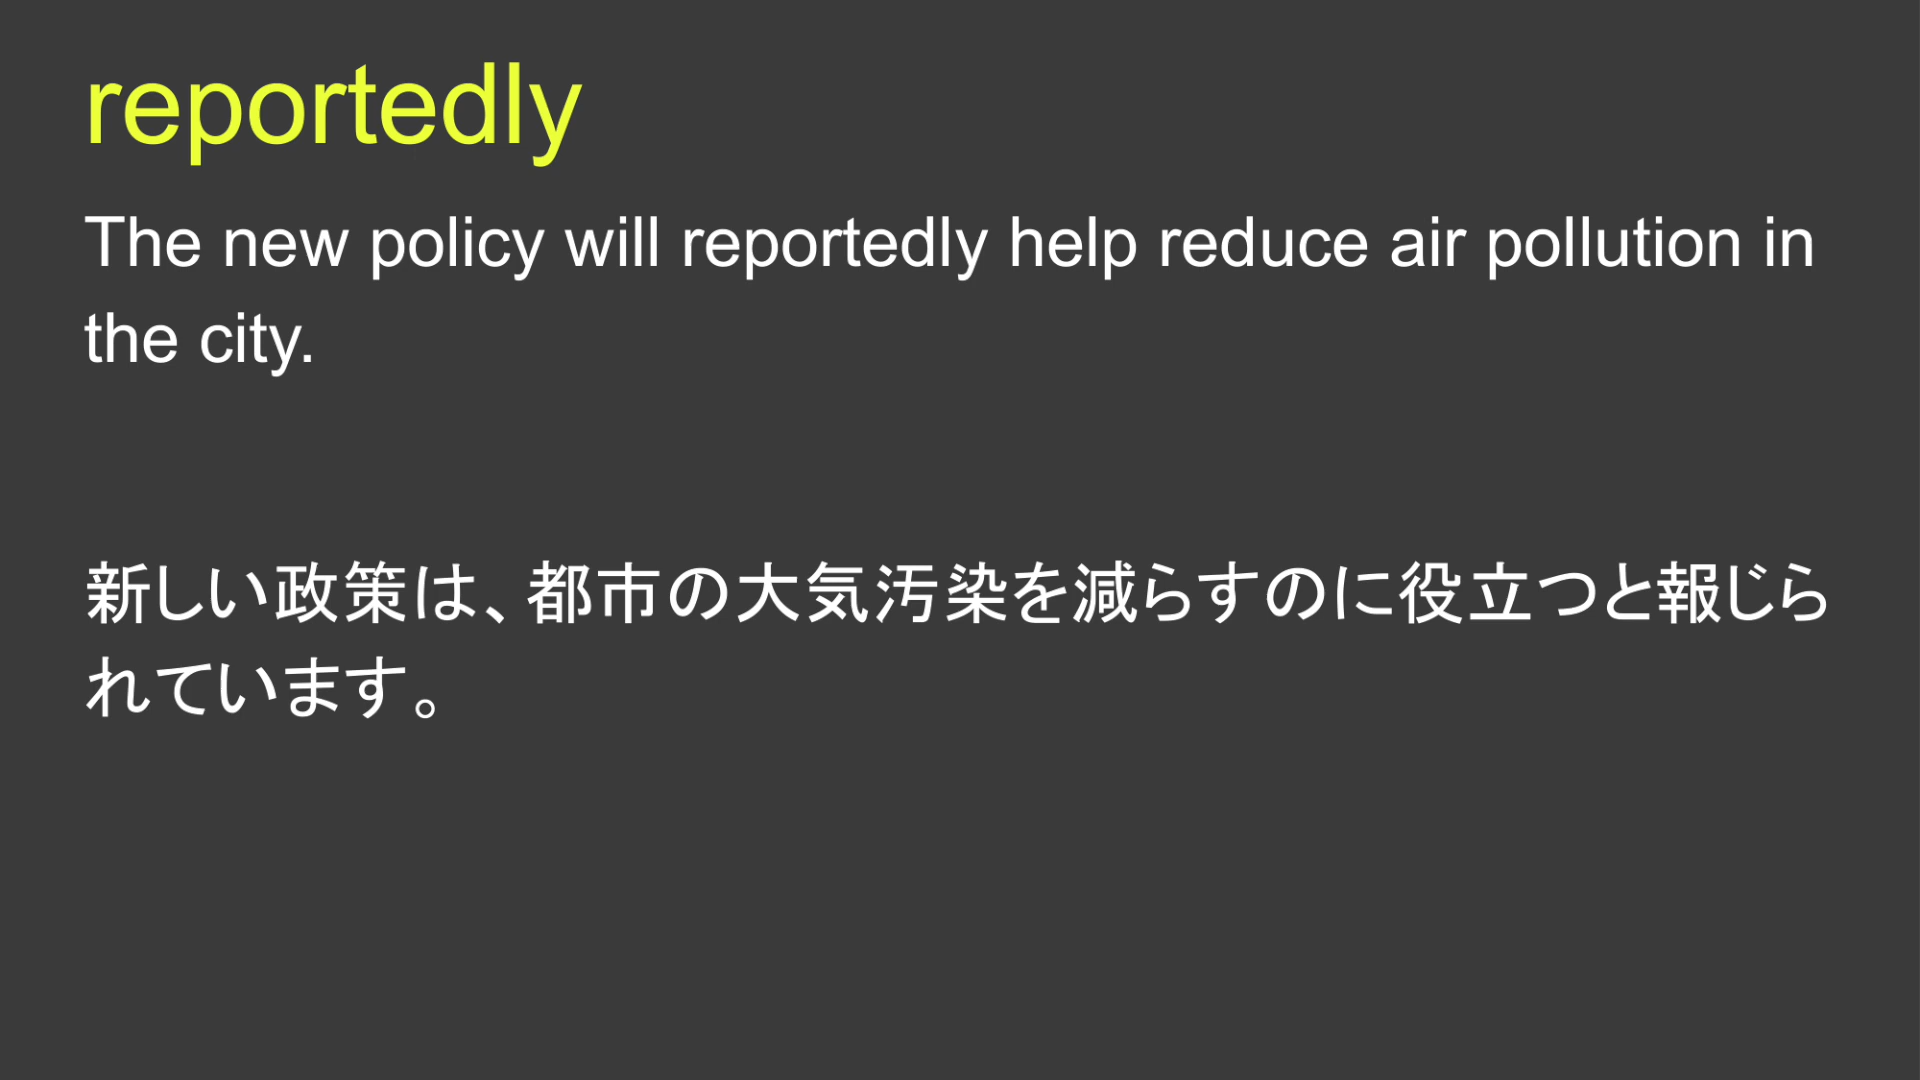 reportedly
The new policy will reportedly help reduce air pollution in
the city.
新しい政策は、都市の大気汚染を減らすのに役立つと報じら
れています。